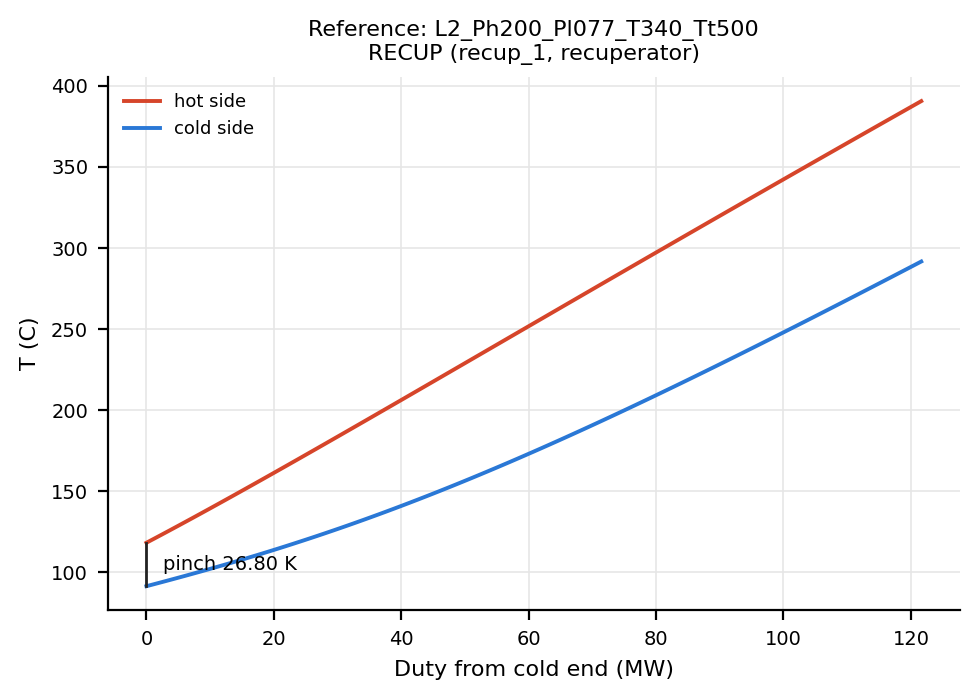 Reference: L2_Ph200_Pl077_T340_Tt500
RECUP (recup_1, recuperator)
hot side
cold side
T (C)
400
350
300
250
200
150
100
pinch 26.80 K
0 20 40 60 80 100 120
Duty from cold end (MW)